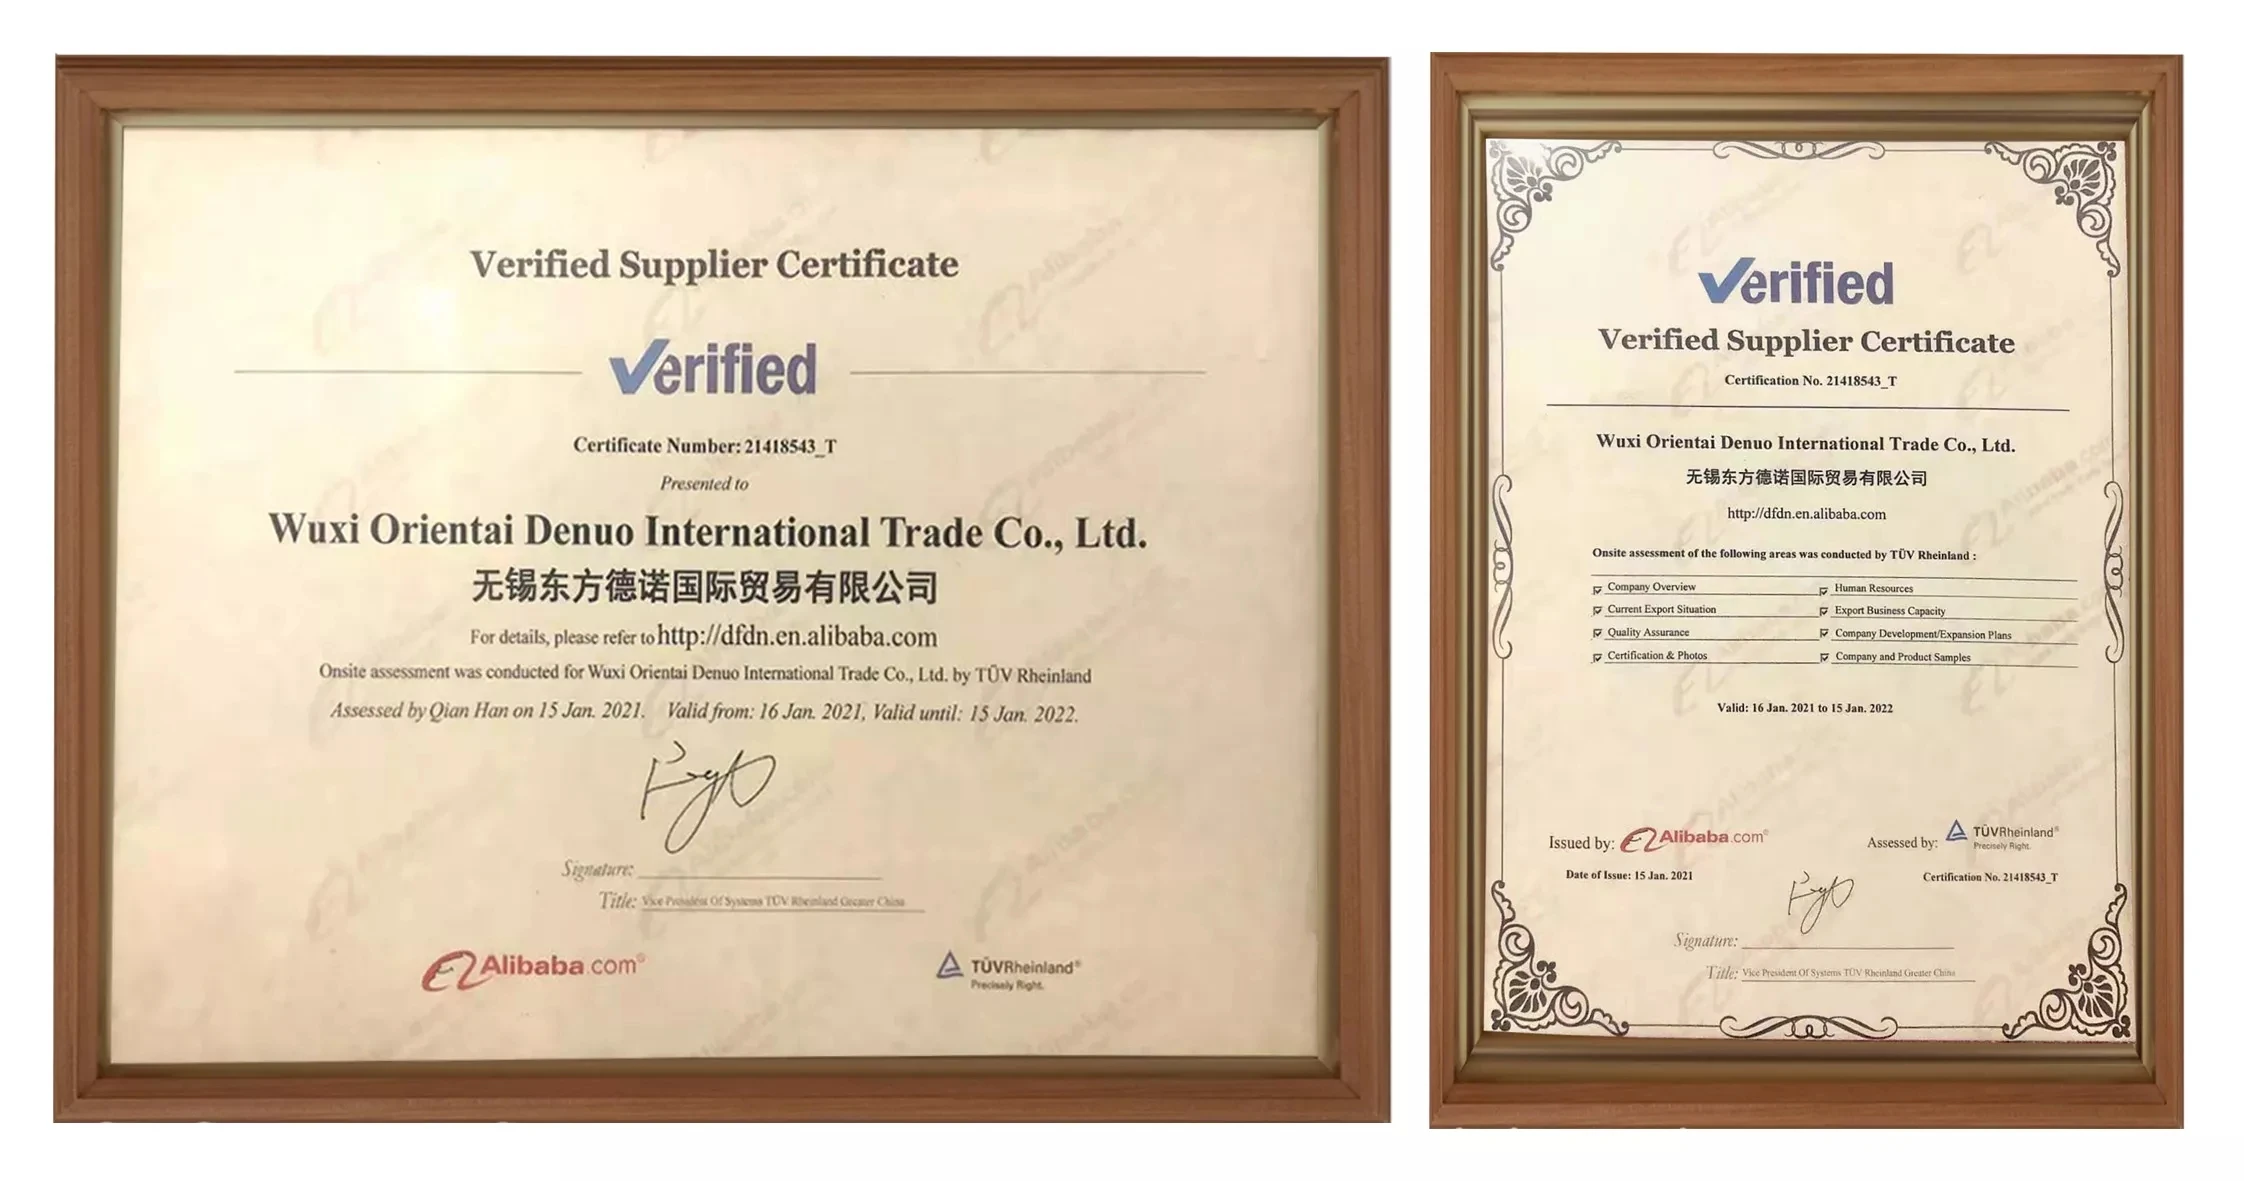 Verified Supplier Certificate
Verified
Certificate Number: 21418543_T
Presented to
Wuxi Orientai Denuo International Trade Co., Ltd.
无锡东方德诺国际贸易有限公司
For details, please refer to http://dfdn.en.alibaba.com
Onsite assessment was conducted for Wuxi Orientai Denuo International Trade Co., Ltd. by TÜV Rheinland
Assessed by Qian Han on 15 Jan. 2021. Valid from: 16 Jan. 2021, Valid until: 15 Jan. 2022.
Signature:
Title: Vice President Of Systems TÜV Rheinland Greater China
Alibaba.com®
TÜVRheinland®
Precisely Right.
Verified
Verified Supplier Certificate
Certification No. 21418543_T
Wuxi Orientai Denuo International Trade Co., Ltd.
无锡东方德诺国际贸易有限公司
http://dfdn.en.alibaba.com
Onsite assessment of the following areas was conducted by TÜV Rheinland :
Company Overview
Human Resources
Current Export Situation
Export Business Capacity
Quality Assurance
Company Development/Expansion Plans
Certification & Photos
Company and Product Samples
Valid: 16 Jan. 2021 to 15 Jan. 2022
Issued by: Alibaba.com®
Assessed by: TÜVRheinland®
Precisely Right.
Date of Issue: 15 Jan. 2021
Certification No. 21418543_T
Signature:
Title: Vice President Of Systems TÜV Rheinland Greater China